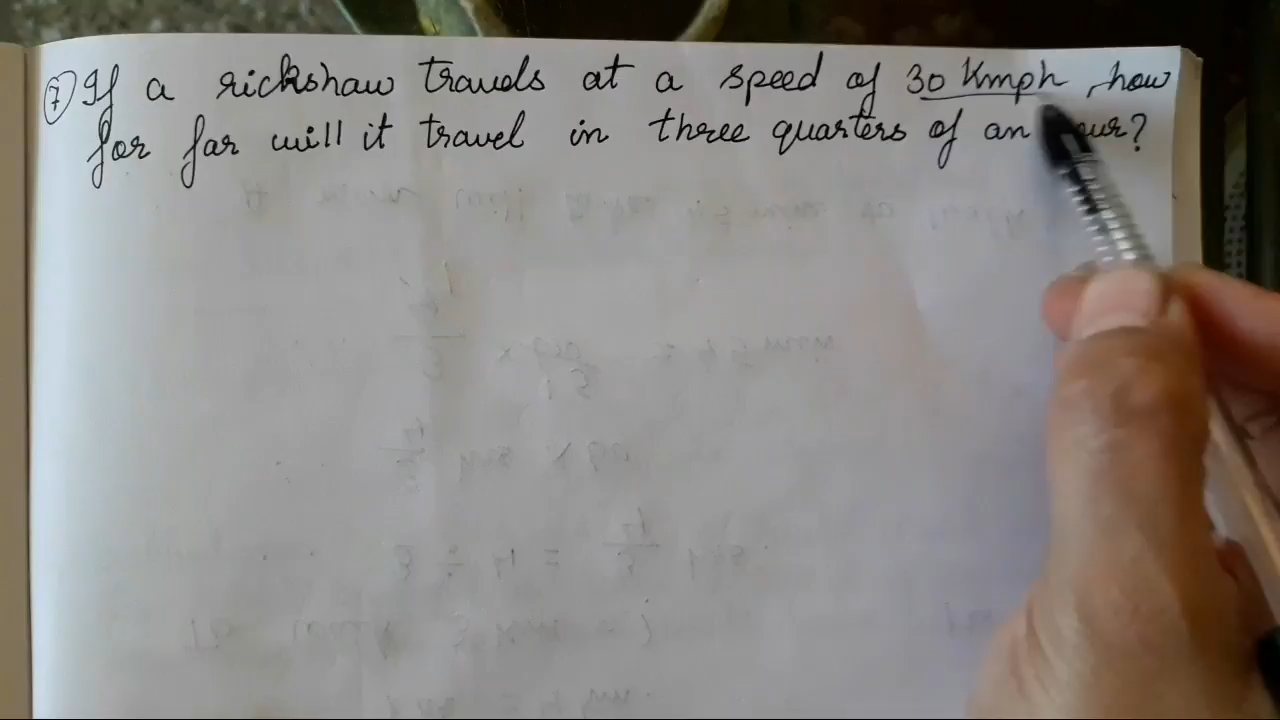 7 If a rickshaw travels at a speed of 30 Kmph, how
for far will it travel in three quarters of an